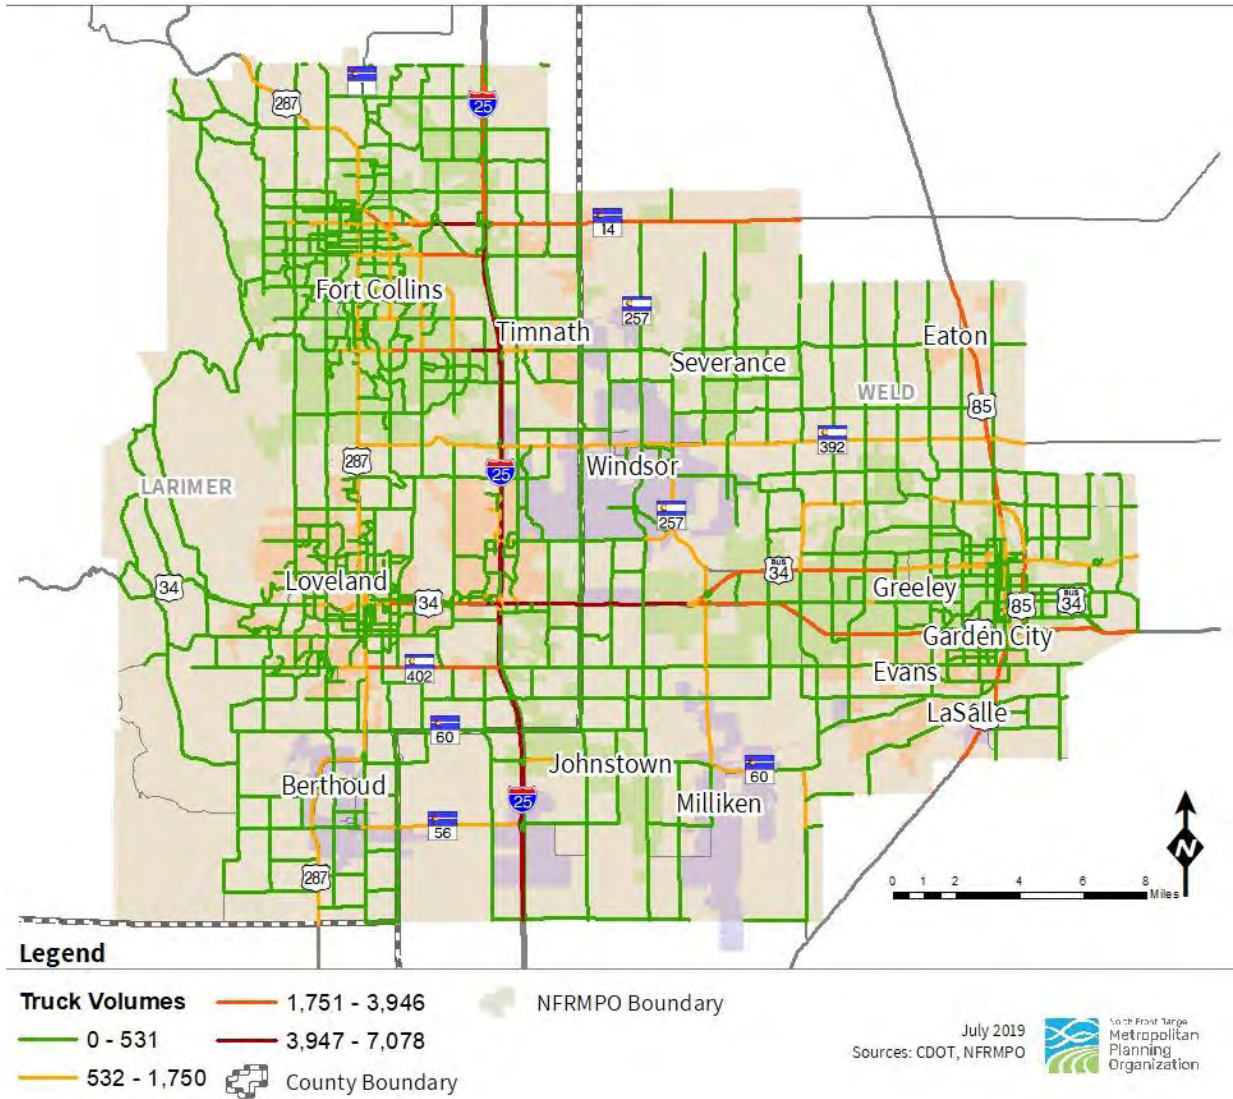 1
287
25
14
Fort Collins
257
Timnath
Eaton
Severance
WELD
85
392
287
25
Windsor
LARIMER
257
34
Loveland
34
BUS
34
Greeley
85
BUS
34
Garden City
402
Evans
LaSalle
60
Johnstown
60
Berthoud
25
Milliken
56
287
N
0 1 2 4 6 8
Miles
Legend
Truck Volumes
0 - 531
532 - 1,750
1,751 - 3,946
3,947 - 7,078
County Boundary
NFRMPO Boundary
July 2019
Sources: CDOT, NFRMPO
North Front Range
Metropolitan
Planning
Organization